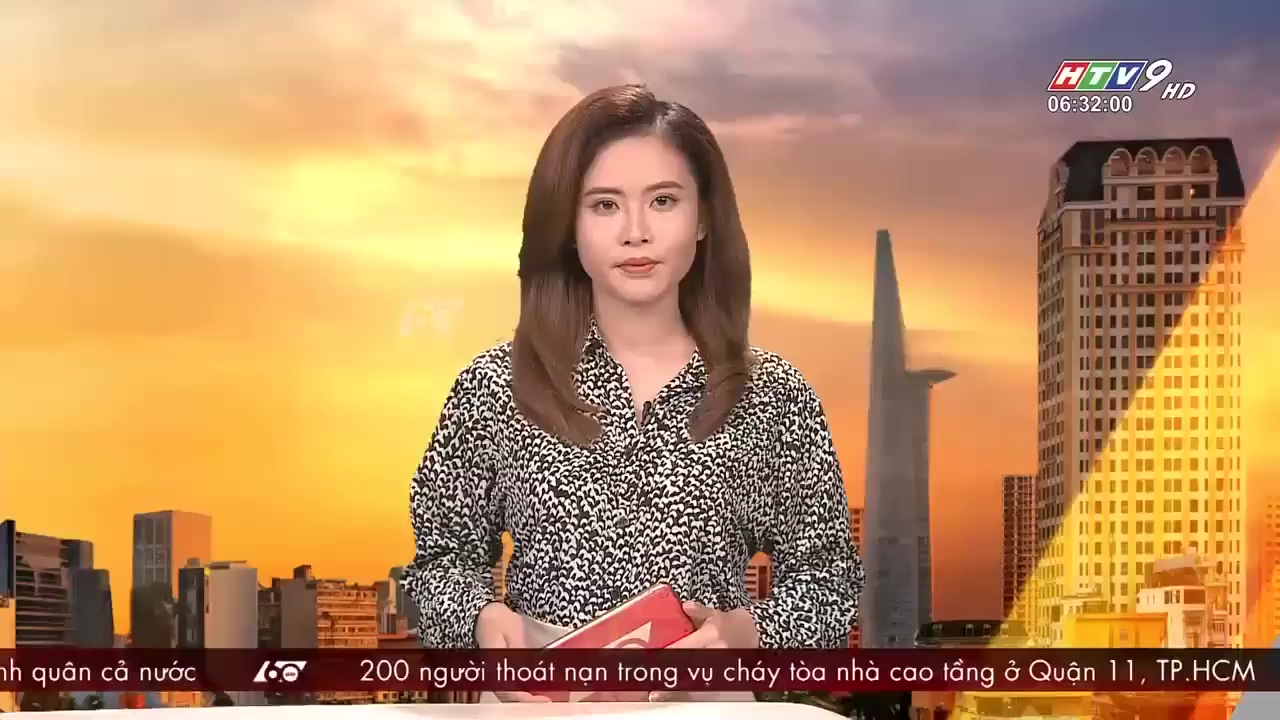 HTV9 HD
06:32:00
nh quân cả nước
60 200 người thoát nạn trong vụ cháy tòa nhà cao tầng ở Quận 11, TP.HCM